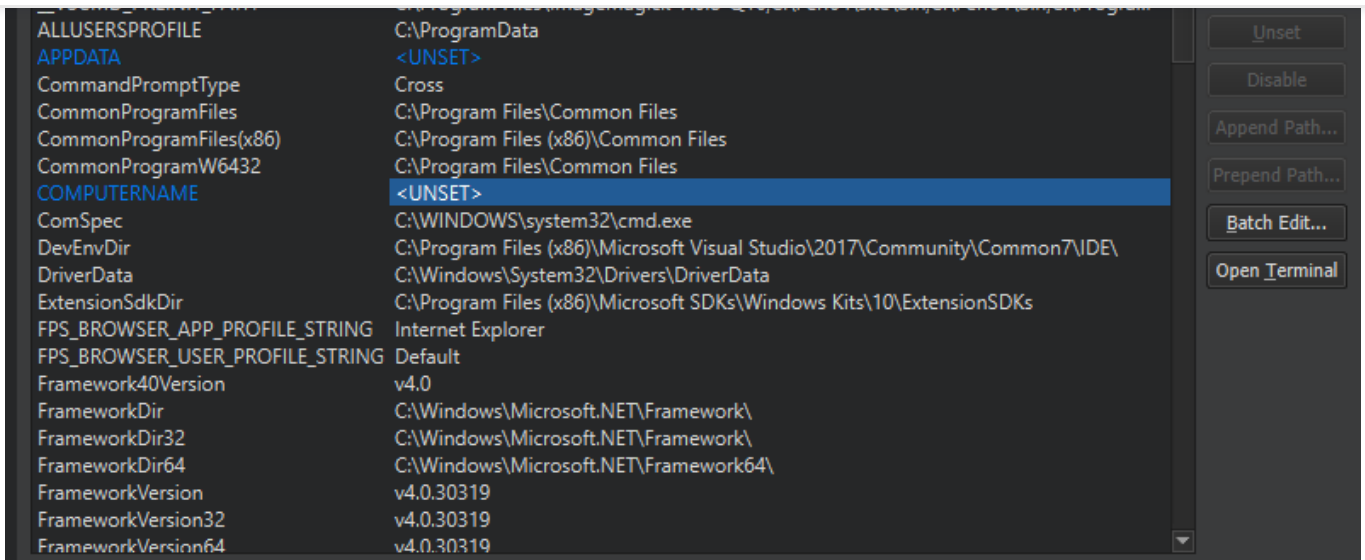 ALLUSERSPROFILE C:\ProgramData
APPDATA <UNSET>
CommandPromptType Cross
CommonProgramFiles C:\Program Files\Common Files
CommonProgramFiles(x86) C:\Program Files (x86)\Common Files
CommonProgramW6432 C:\Program Files\Common Files
COMPUTERNAME <UNSET>
ComSpec C:\WINDOWS\system32\cmd.exe
DevEnvDir C:\Program Files (x86)\Microsoft Visual Studio\2017\Community\Common7\IDE\
DriverData C:\Windows\System32\Drivers\DriverData
ExtensionSdkDir C:\Program Files (x86)\Microsoft SDKs\Windows Kits\10\ExtensionSDKs
FPS_BROWSER_APP_PROFILE_STRING Internet Explorer
FPS_BROWSER_USER_PROFILE_STRING Default
Framework40Version v4.0
FrameworkDir C:\Windows\Microsoft.NET\Framework\
FrameworkDir32 C:\Windows\Microsoft.NET\Framework\
FrameworkDir64 C:\Windows\Microsoft.NET\Framework64\
FrameworkVersion v4.0.30319
FrameworkVersion32 v4.0.30319
FrameworkVersion64 v4.0.30319
Unset
Disable
Append Path...
Prepend Path...
Batch Edit...
Open Terminal